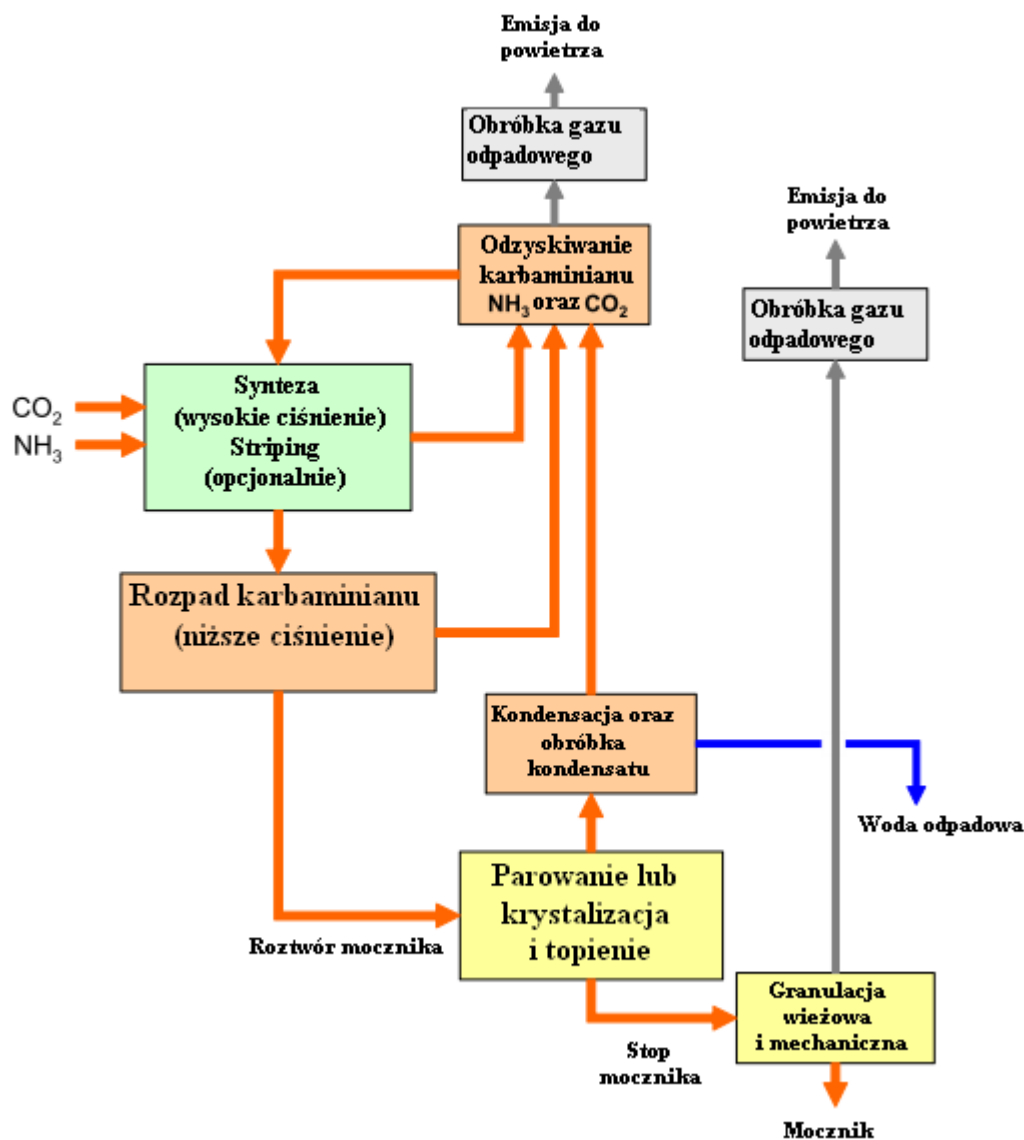 Emisja do
powietrza
Obróbka gazu
odpadowego
Emisja do
powietrza
Odzyskiwanie
karbaminianu
NH₃ oraz CO₂
Obróbka gazu
odpadowego
CO₂
NH₃
Synteza
(wysokie ciśnienie)
Striping
(opcjonalnie)
Rozpad karbaminianu
(niższe ciśnienie)
Kondensacja oraz
obróbka
kondensatu
Woda odpadowa
Parowanie lub
krystalizacja
i topienie
Roztwór mocznika
Granulacja
wieżowa
i mechaniczna
Stop
mocznika
Mocznik